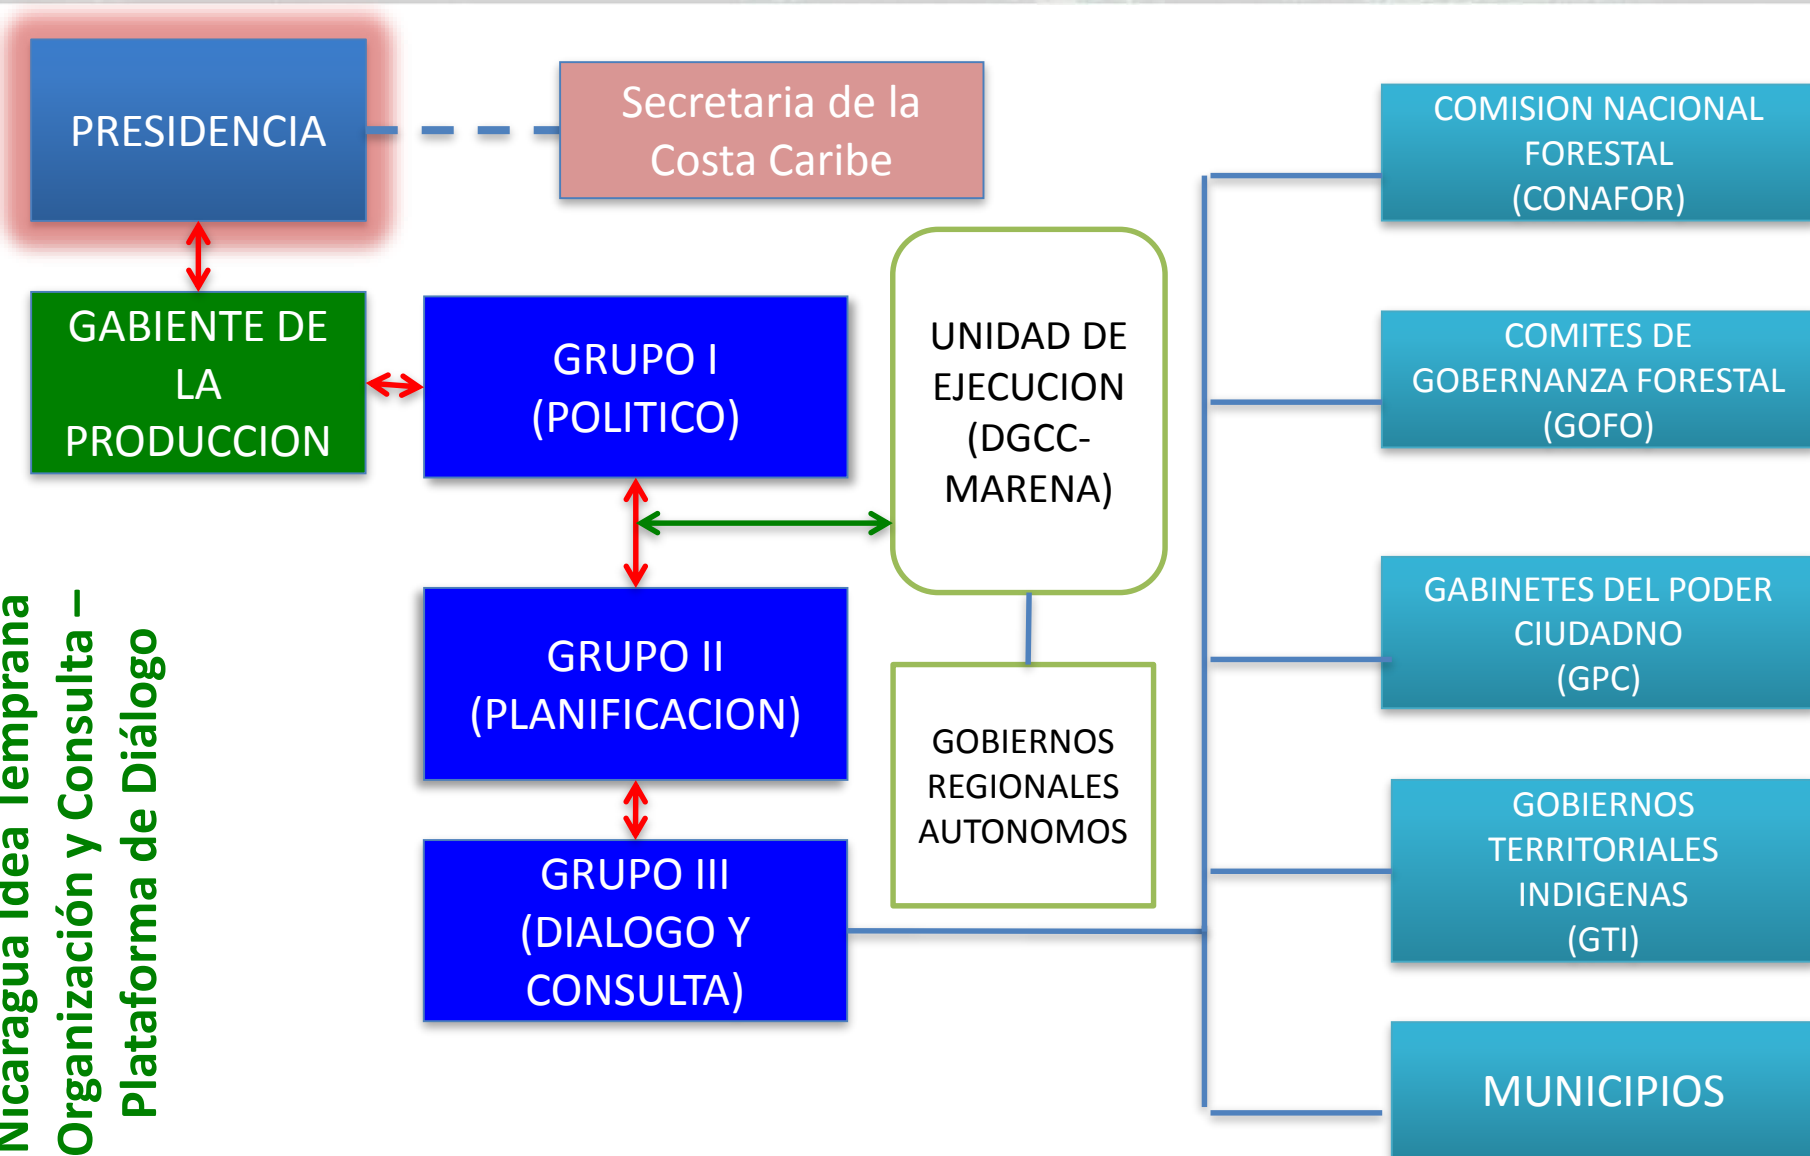 PRESIDENCIA
Secretaria de la
Costa Caribe
GABIENTE DE
LA
PRODUCCION
GRUPO I
(POLITICO)
UNIDAD DE
EJECUCION
(DGCC-
MARENA)
GRUPO II
(PLANIFICACION)
GOBIERNOS
REGIONALES
AUTONOMOS
GRUPO III
(DIALOGO Y
CONSULTA)
COMISION NACIONAL
FORESTAL
(CONAFOR)
COMITES DE
GOBERNANZA FORESTAL
(GOFO)
GABINETES DEL PODER
CIUDADNO
(GPC)
GOBIERNOS
TERRITORIALES
INDIGENAS
(GTI)
MUNICIPIOS
Nicaragua Idea Temprana
Organización y Consulta –
Plataforma de Diálogo